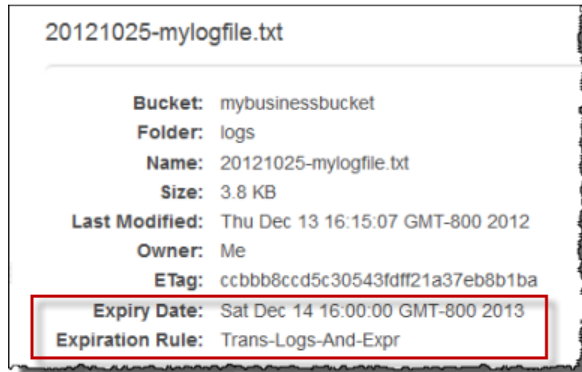 20121025-mylogfile.txt
Bucket: mybusinessbucket
Folder: logs
Name: 20121025-mylogfile.txt
Size: 3.8 KB
Last Modified: Thu Dec 13 16:15:07 GMT-800 2012
Owner: Me
ETag: ccbbb8ccd5c30543fdff21a37eb8b1ba
Expiry Date: Sat Dec 14 16:00:00 GMT-800 2013
Expiration Rule: Trans-Logs-And-Expr